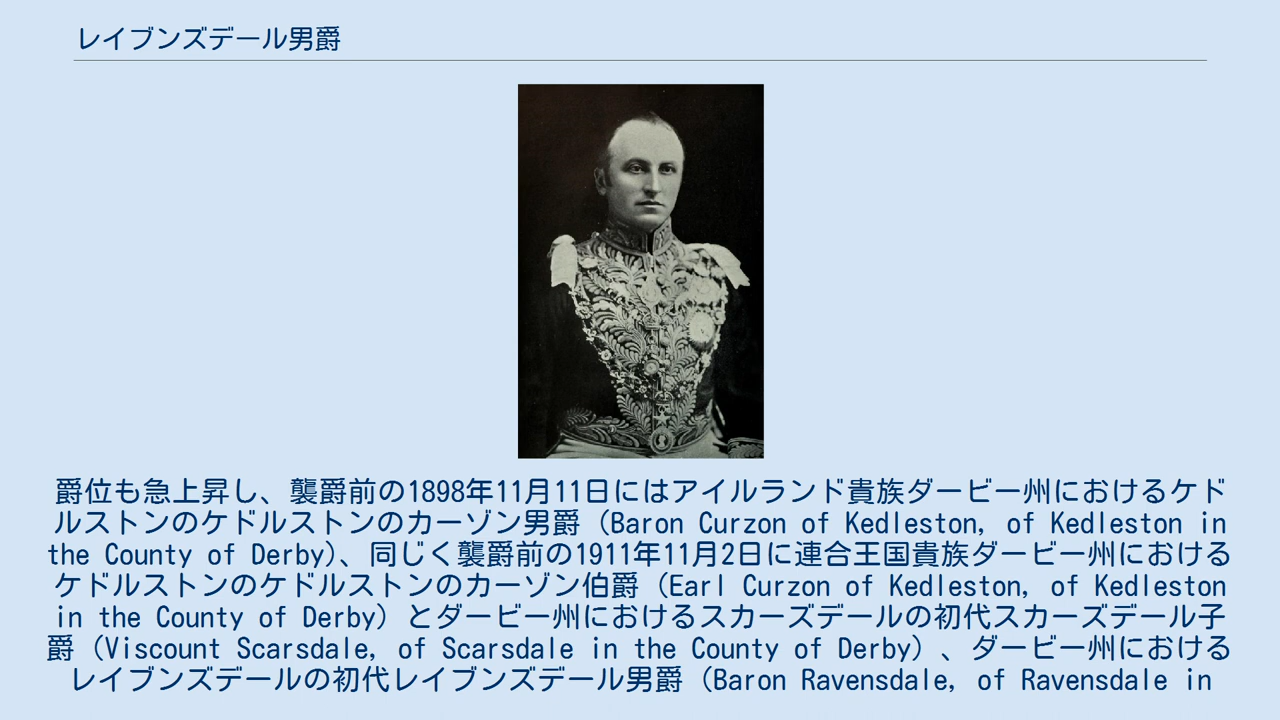 レイブンズデール男爵
爵位も急上昇し、襲爵前の1898年11月11日にはアイルランド貴族ダービー州におけるケド
ルストンのケドルストンのカーゾン男爵（Baron Curzon of Kedleston, of Kedleston in
the County of Derby）、同じく襲爵前の1911年11月2日に連合王国貴族ダービー州における
ケドルストンのケドルストンのカーゾン伯爵（Earl Curzon of Kedleston, of Kedleston
in the County of Derby）とダービー州におけるスカーズデールの初代スカーズデール子
爵（Viscount Scarsdale, of Scarsdale in the County of Derby）、ダービー州における
レイブンズデールの初代レイブンズデール男爵（Baron Ravensdale, of Ravensdale in